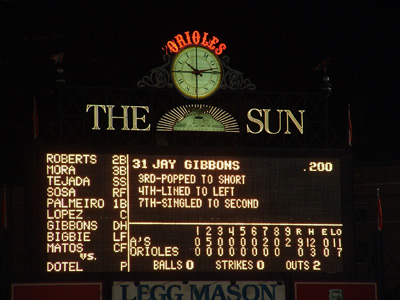 ORIOLES
THE SUN
ROBERTS 2B
MORA 3B
TEJADA SS
SOSA RF
PALMEIRO 1B
LOPEZ C
GIBBONS DH
BIGBIE LF
MATOS CF
vs.
DOTEL P
31 JAY GIBBONS .200
3RD-POPPED TO SHORT
4TH-LINED TO LEFT
7TH-SINGLED TO SECOND
1 2 3 4 5 6 7 8 9 R H E LO
A'S 0 5 0 0 0 2 0 2 0 9 12 0 11
ORIOLES 0 0 0 0 0 0 0 0 0 3 0 7
BALLS 0 STRIKES 0 OUTS 2
LEGG MASON